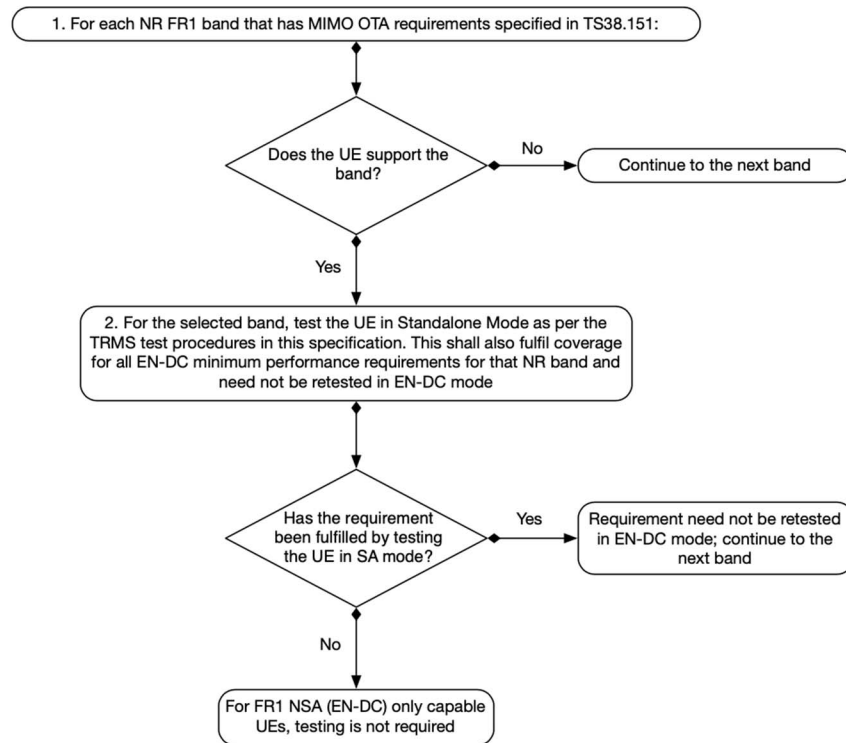 1. For each NR FR1 band that has MIMO OTA requirements specified in TS38.151:
Does the UE support the
band?
No
Continue to the next band
Yes
2. For the selected band, test the UE in Standalone Mode as per the
TRMS test procedures in this specification. This shall also fulfil coverage
for all EN-DC minimum performance requirements for that NR band and
need not be retested in EN-DC mode
Has the requirement
been fulfilled by testing
the UE in SA mode?
Yes
Requirement need not be retested
in EN-DC mode; continue to the
next band
No
For FR1 NSA (EN-DC) only capable
UEs, testing is not required